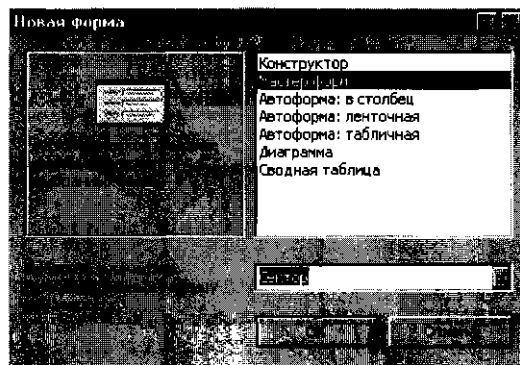 Новая форма
Конструктор
Мастер форм
Автоформа: в столбец
Автоформа: ленточная
Автоформа: табличная
Диаграмма
Сводная таблица